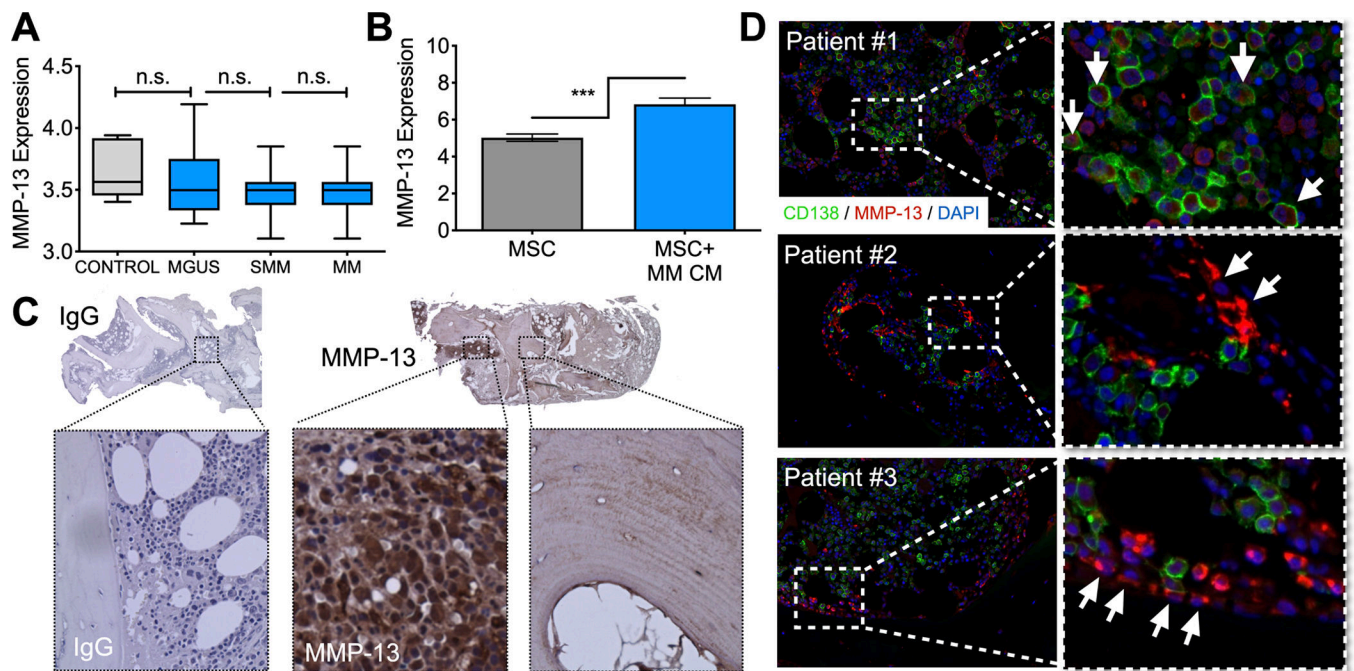 A
MMP-13 Expression
4.5
4.0
3.5
3.0
n.s.
n.s.
n.s.
CONTROL
MGUS
SMM
MM
B
MMP-13 Expression
10
8
6
4
2
0
***
MSC
MSC+
MM CM
C
IgG
MMP-13
IgG
MMP-13
D
Patient #1
CD138 / MMP-13 / DAPI
Patient #2
Patient #3